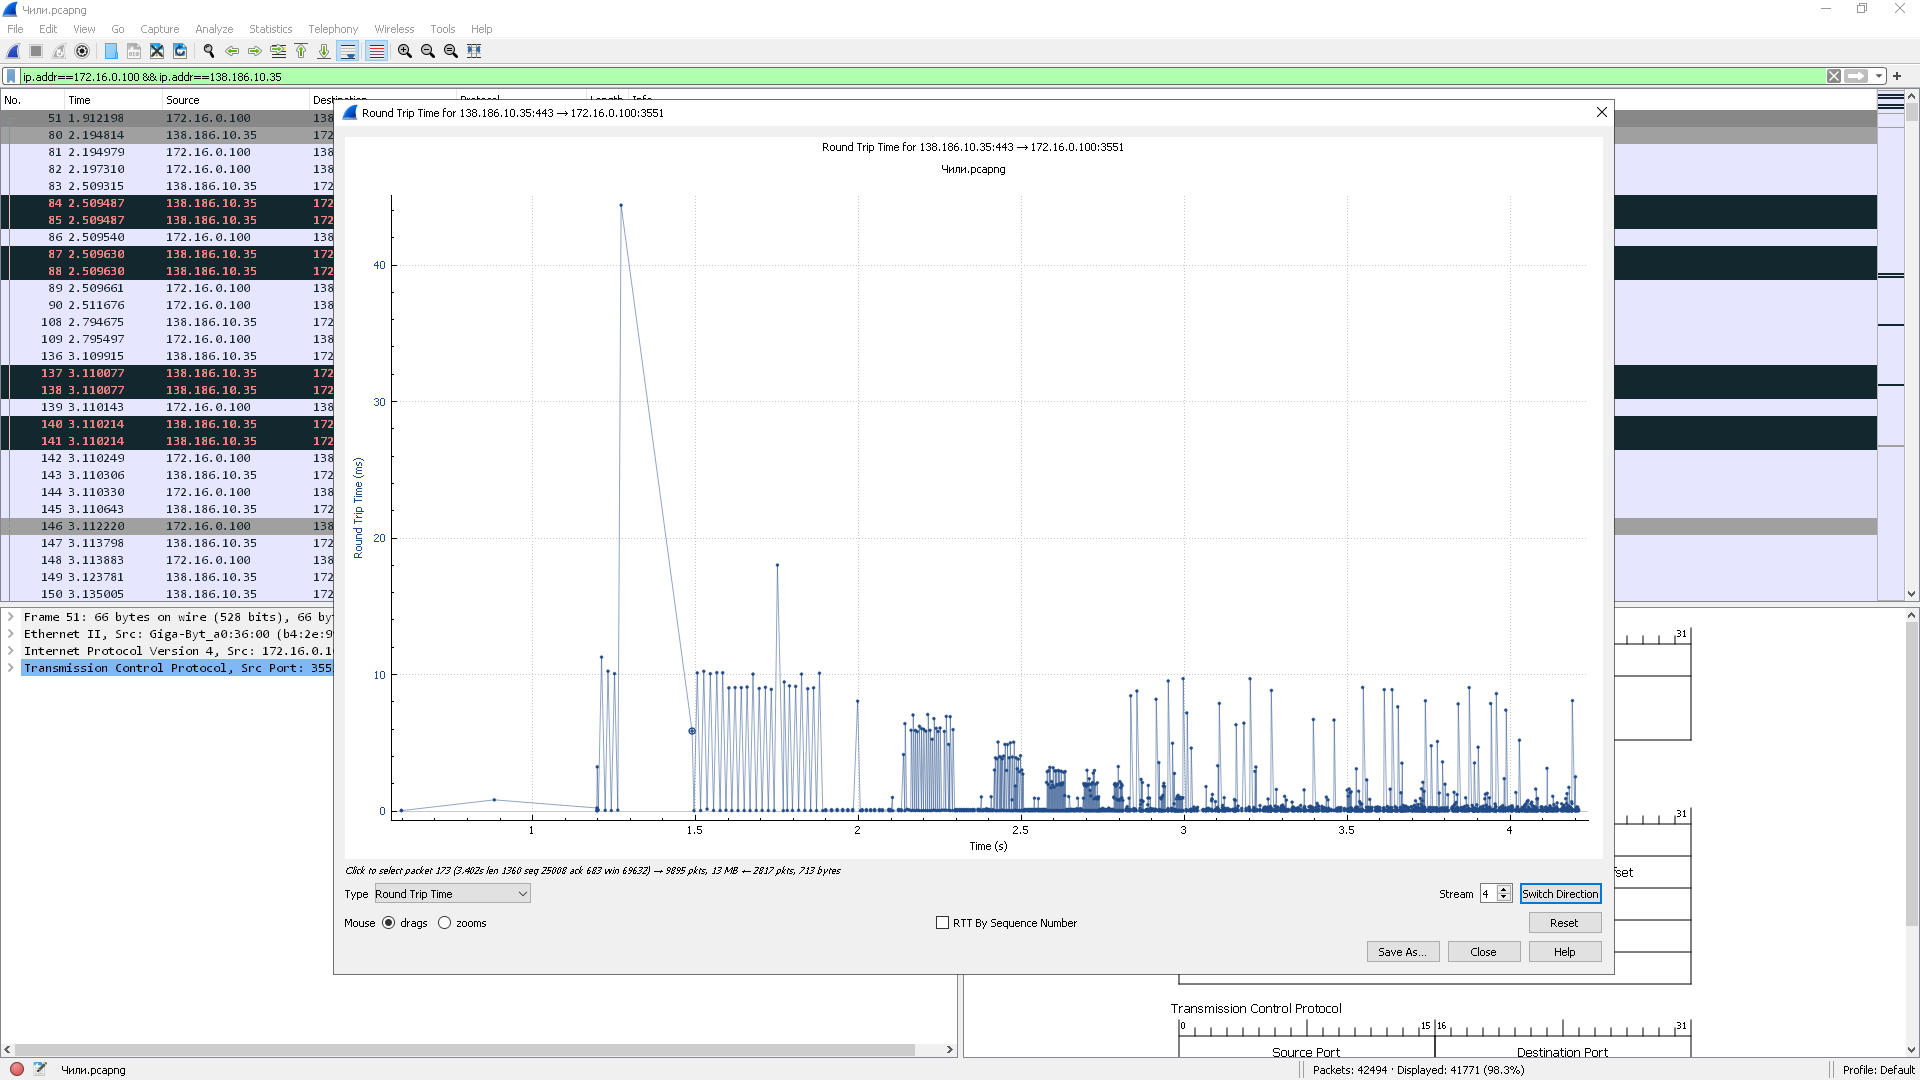 Чили.pcapng
File Edit View Go Capture Analyze Statistics Telephony Wireless Tools Help
ip.addr==172.16.0.100 && ip.addr==138.186.10.35
No. Time Source Destination Protocol Length Info
51 1.912198 172.16.0.100 138
80 2.194814 138.186.10.35 172
81 2.194979 172.16.0.100 138
82 2.197310 172.16.0.100 138
83 2.509315 138.186.10.35 172
84 2.509487 138.186.10.35 172
85 2.509487 138.186.10.35 172
86 2.509540 172.16.0.100 138
87 2.509630 138.186.10.35 172
88 2.509630 138.186.10.35 172
89 2.509661 172.16.0.100 138
90 2.511676 172.16.0.100 138
108 2.794675 138.186.10.35 172
109 2.795497 172.16.0.100 138
136 3.109915 138.186.10.35 172
137 3.110077 138.186.10.35 172
138 3.110077 138.186.10.35 172
139 3.110143 172.16.0.100 138
140 3.110214 138.186.10.35 172
141 3.110214 138.186.10.35 172
142 3.110249 172.16.0.100 138
143 3.110306 138.186.10.35 172
144 3.110330 172.16.0.100 138
145 3.110643 138.186.10.35 172
146 3.112220 172.16.0.100 138
147 3.113798 138.186.10.35 172
148 3.113883 172.16.0.100 138
149 3.123781 138.186.10.35 172
150 3.135005 138.186.10.35 172
Frame 51: 66 bytes on wire (528 bits), 66 by
Ethernet II, Src: Giga-Byt_a0:36:00 (b4:2e:9
Internet Protocol Version 4, Src: 172.16.0.1
Transmission Control Protocol, Src Port: 355
Round Trip Time for 138.186.10.35:443 → 172.16.0.100:3551
Round Trip Time for 138.186.10.35:443 → 172.16.0.100:3551
Чили.pcapng
Round Trip Time (ms)
40
30
20
10
0
1 1.5 2 2.5 3 3.5 4
Time (s)
Click to select packet 173 (3.402s len 1360 seg 25008 ack 683 win 69632) → 9895 pkts, 13 MB ← 2817 pkts, 713 bytes
Type Round Trip Time
Stream 4 Switch Direction
Mouse drags zooms
RTT By Sequence Number
Reset
Save As... Close Help
31
31
fset
Transmission Control Protocol
0 15 16 31
Source Port Destination Port
Чили.pcapng
Packets: 42494 · Displayed: 41771 (98.3%)
Profile: Default